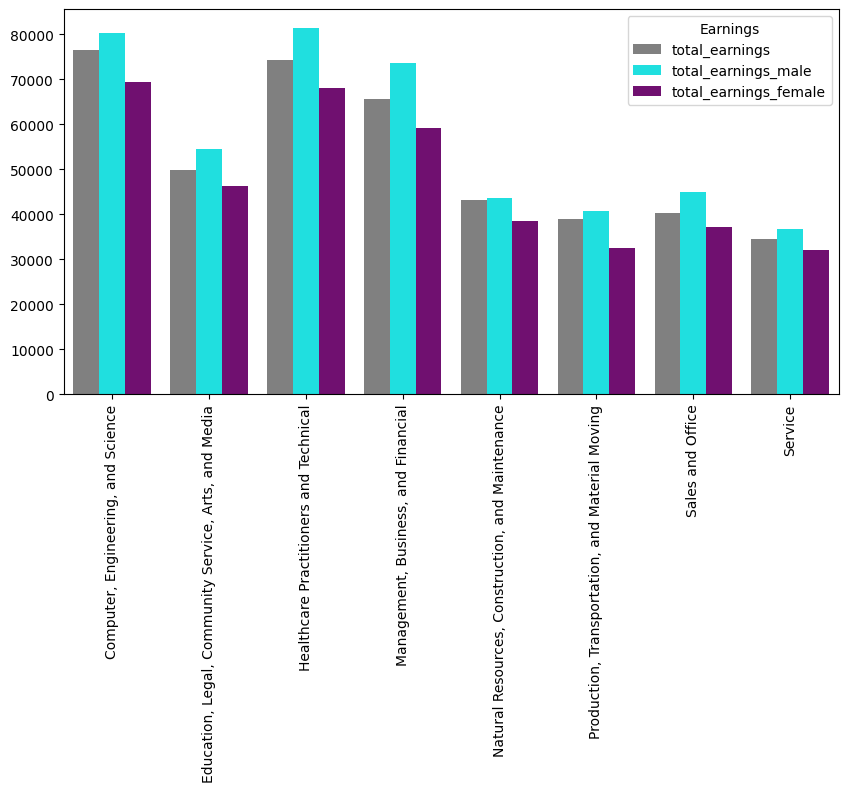 Earnings
total_earnings
total_earnings_male
total_earnings_female
80000
70000
60000
50000
40000
30000
20000
10000
0
Computer, Engineering, and Science
Education, Legal, Community Service, Arts, and Media
Healthcare Practitioners and Technical
Management, Business, and Financial
Natural Resources, Construction, and Maintenance
Production, Transportation, and Material Moving
Sales and Office
Service